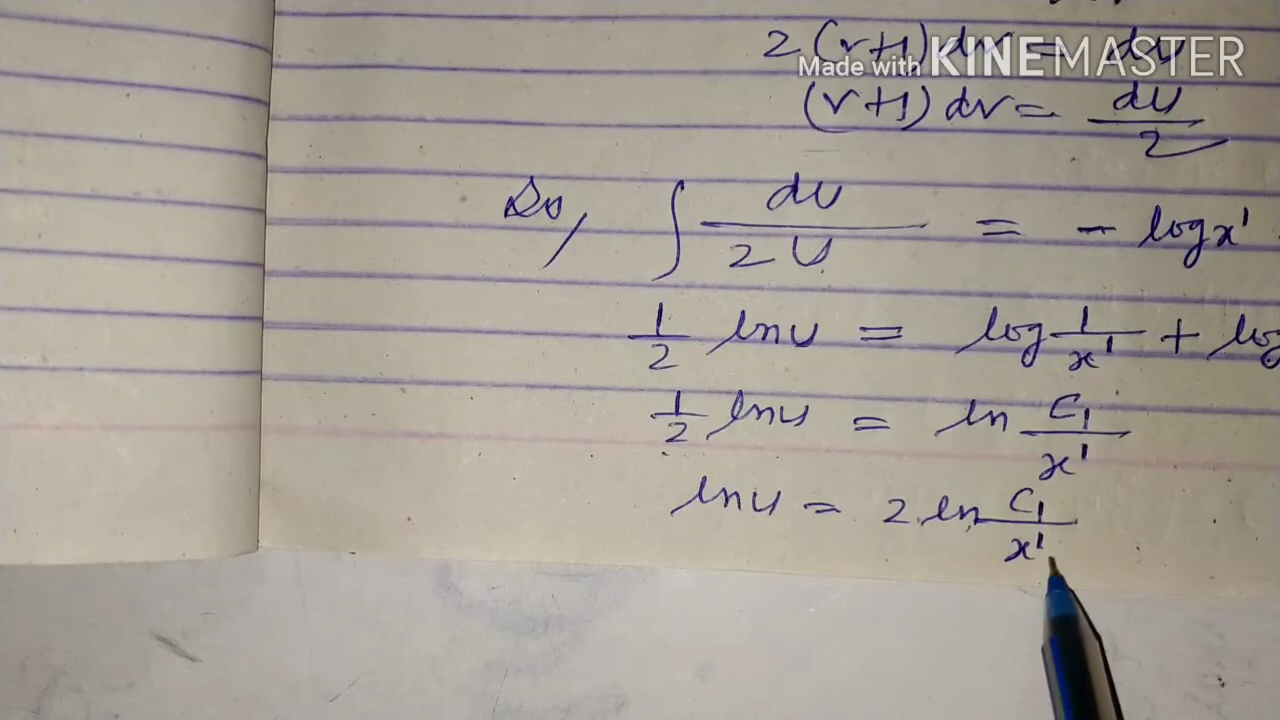 2(v+1)dv = du
Made with KINEMASTER
(v+1)dv = du/2
So, ∫ du/2u = - log x'
1/2 ln u = log 1/x' + log
1/2 ln u = ln C₁/x'
ln u = 2 ln C₁/x'